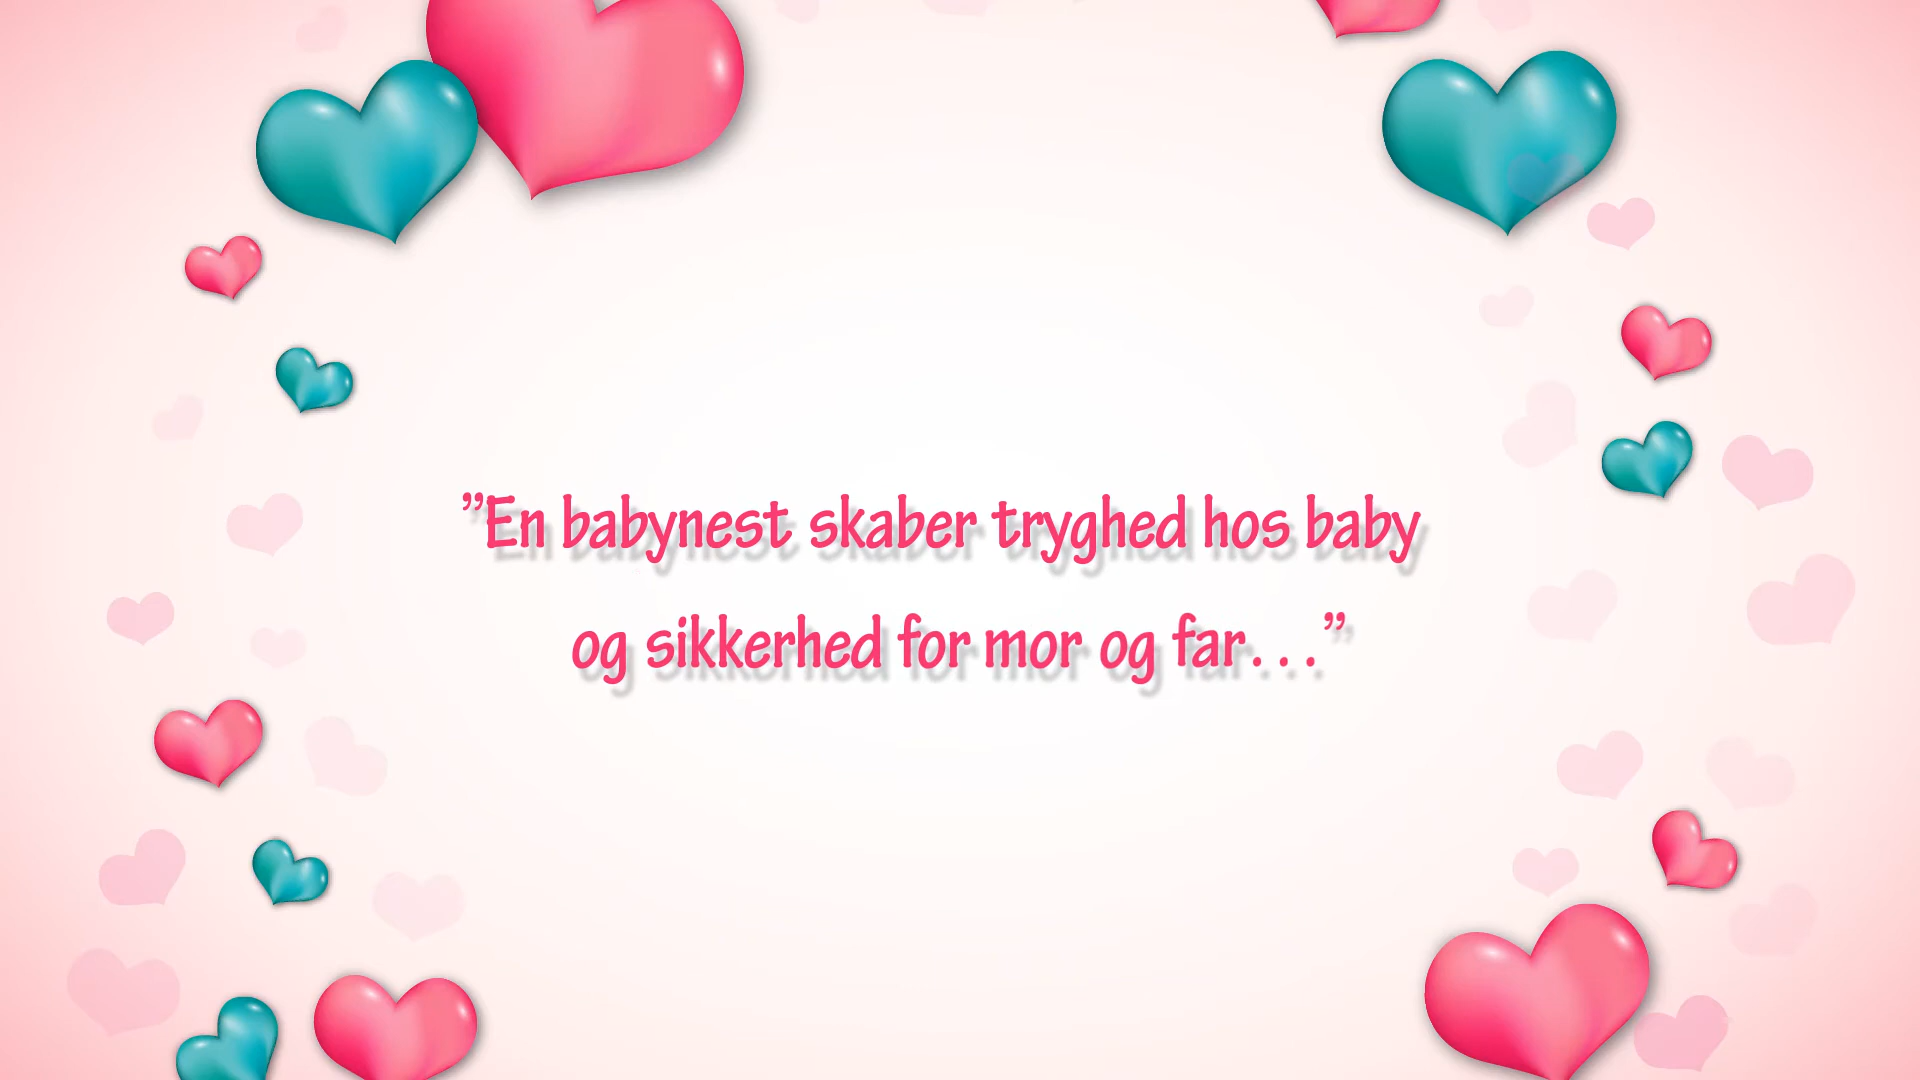 ”En babynest skaber tryghed hos baby
og sikkerhed for mor og far...”